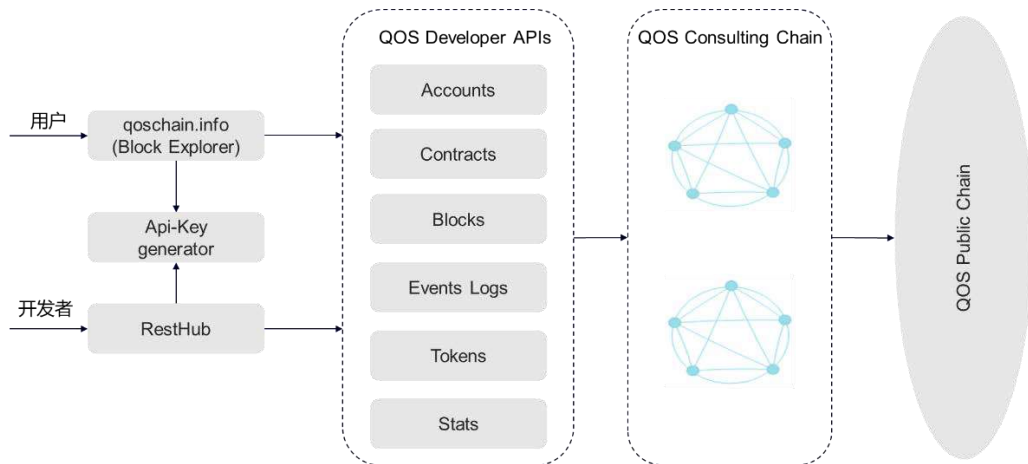 用户
qoschain.info
(Block Explorer)
Api-Key
generator
开发者
RestHub
QOS Developer APIs
Accounts
Contracts
Blocks
Events Logs
Tokens
Stats
QOS Consulting Chain
QOS Public Chain